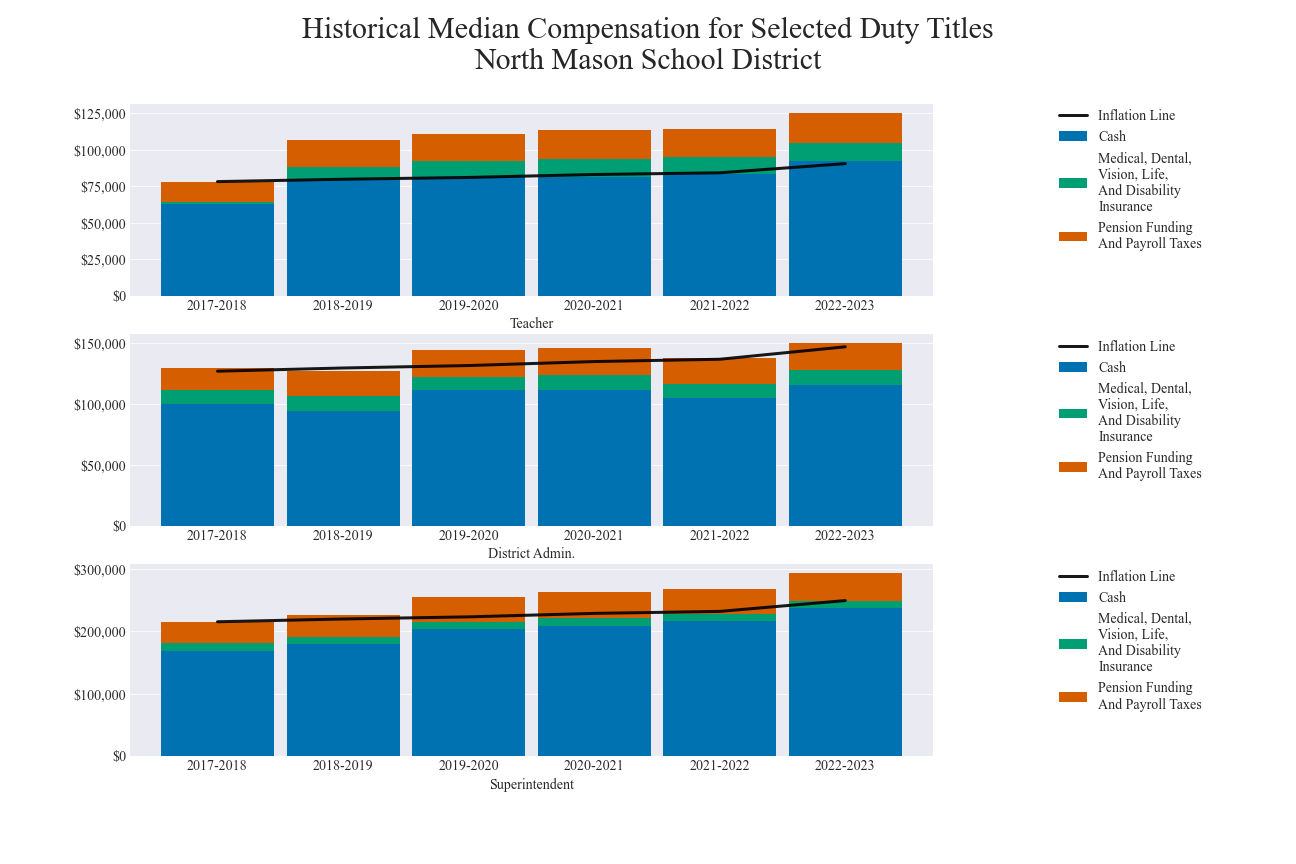 Historical Median Compensation for Selected Duty Titles
North Mason School District
$125,000
$100,000
$75,000
$50,000
$25,000
$0
2017-2018 2018-2019 2019-2020 2020-2021 2021-2022 2022-2023
Teacher
Inflation Line
Cash
Medical, Dental,
Vision, Life,
And Disability
Insurance
Pension Funding
And Payroll Taxes
$150,000
$100,000
$50,000
$0
2017-2018 2018-2019 2019-2020 2020-2021 2021-2022 2022-2023
District Admin.
Inflation Line
Cash
Medical, Dental,
Vision, Life,
And Disability
Insurance
Pension Funding
And Payroll Taxes
$300,000
$200,000
$100,000
$0
2017-2018 2018-2019 2019-2020 2020-2021 2021-2022 2022-2023
Superintendent
Inflation Line
Cash
Medical, Dental,
Vision, Life,
And Disability
Insurance
Pension Funding
And Payroll Taxes